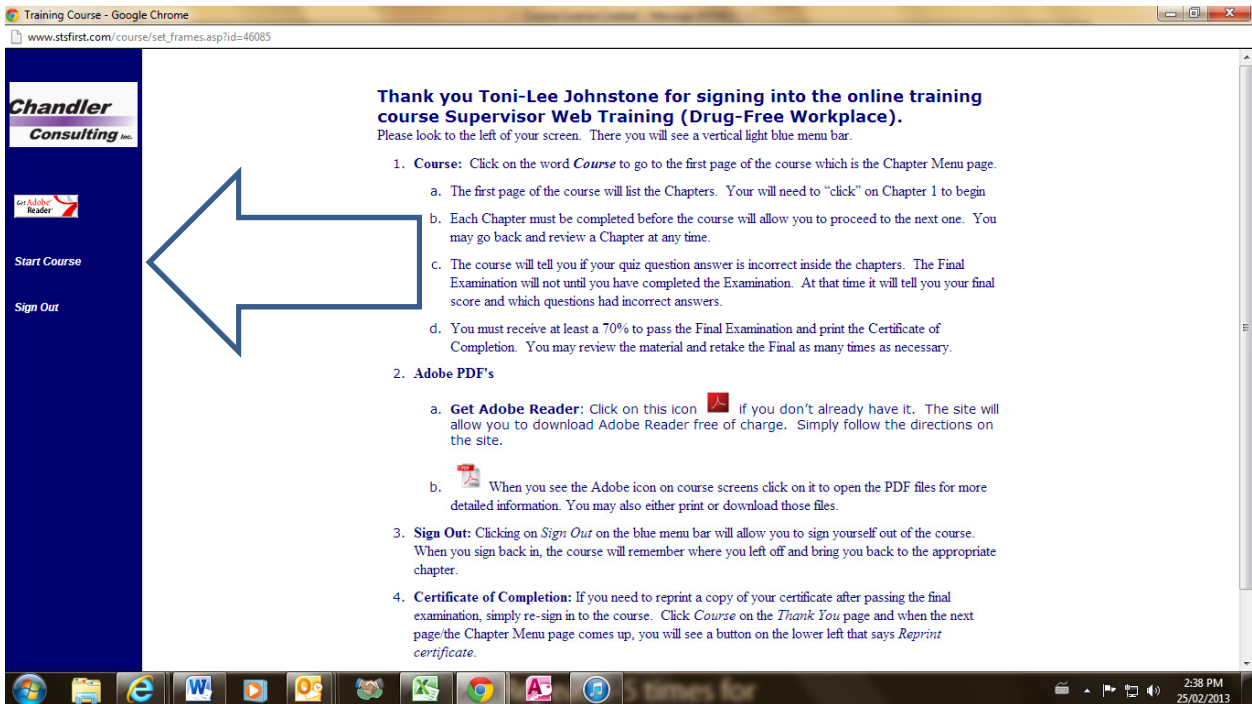 Training Course - Google Chrome
www.stsfirst.com/course/set_frames.asp?id=46085
Chandler
Consulting Inc.
Get Adobe
Reader
Start Course
Sign Out
Thank you Toni-Lee Johnstone for signing into the online training
course Supervisor Web Training (Drug-Free Workplace).
Please look to the left of your screen. There you will see a vertical light blue menu bar.
1. Course: Click on the word Course to go to the first page of the course which is the Chapter Menu page.
a. The first page of the course will list the Chapters. Your will need to “click” on Chapter 1 to begin
b. Each Chapter must be completed before the course will allow you to proceed to the next one. You
may go back and review a Chapter at any time.
c. The course will tell you if your quiz question answer is incorrect inside the chapters. The Final
Examination will not until you have completed the Examination. At that time it will tell you your final
score and which questions had incorrect answers.
d. You must receive at least a 70% to pass the Final Examination and print the Certificate of
Completion. You may review the material and retake the Final as many times as necessary.
2. Adobe PDF's
a. Get Adobe Reader: Click on this icon if you don’t already have it. The site will
allow you to download Adobe Reader free of charge. Simply follow the directions on
the site.
b. When you see the Adobe icon on course screens click on it to open the PDF files for more
detailed information. You may also either print or download those files.
3. Sign Out: Clicking on Sign Out on the blue menu bar will allow you to sign yourself out of the course.
When you sign back in, the course will remember where you left off and bring you back to the appropriate
chapter.
4. Certificate of Completion: If you need to reprint a copy of your certificate after passing the final
examination, simply re-sign in to the course. Click Course on the Thank You page and when the next
page/the Chapter Menu page comes up, you will see a button on the lower left that says Reprint
certificate.
5 times for
2:38 PM
25/02/2013